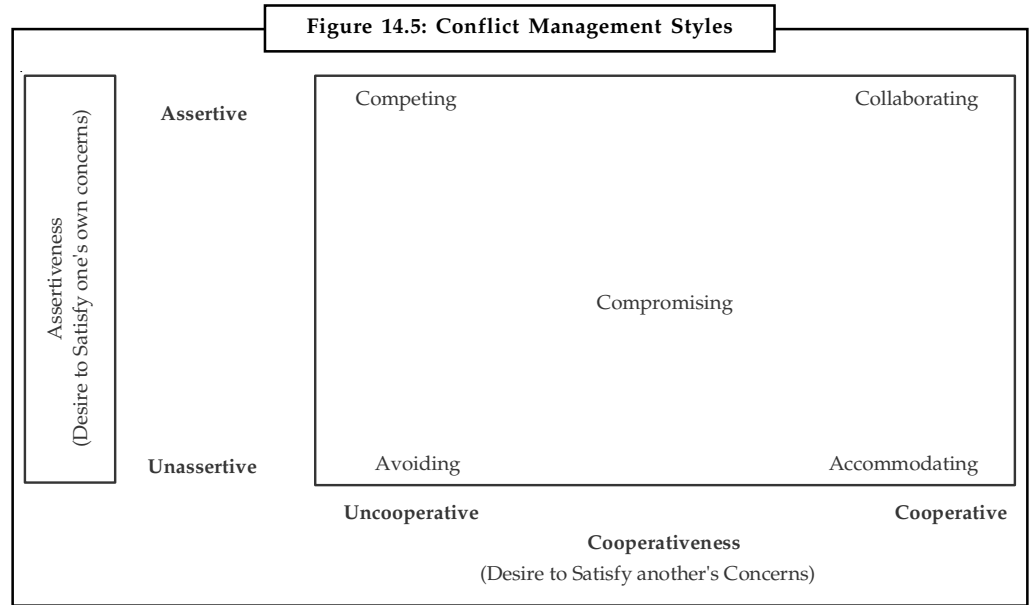 Figure 14.5: Conflict Management Styles
Assertiveness
(Desire to Satisfy one's own concerns)
Assertive
Competing
Collaborating
Compromising
Unassertive
Avoiding
Accommodating
Uncooperative
Cooperative
Cooperativeness
(Desire to Satisfy another's Concerns)